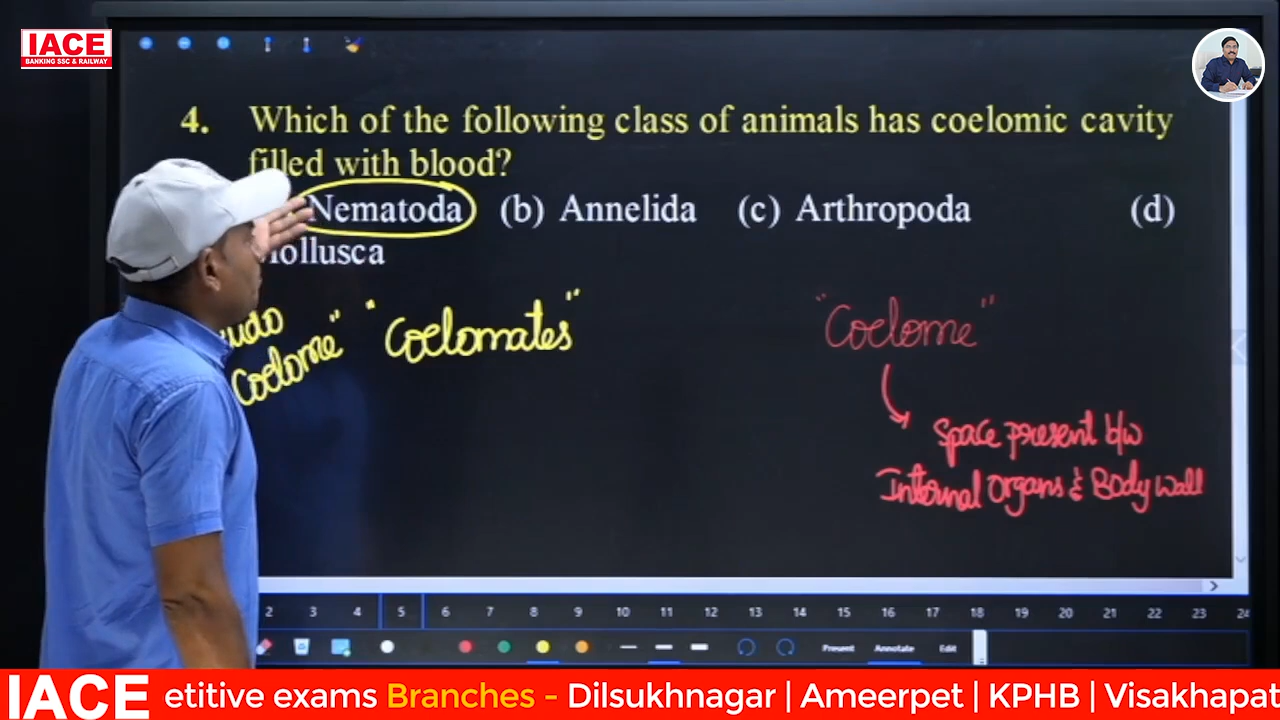 IACE
BANKING SSC & RAILWAY
4. Which of the following class of animals has coelomic cavity
filled with blood?
Nematoda (b) Annelida (c) Arthropoda (d)
ollusca
udo
Coelome" "Coelomates"
"Coelome"
Space present b/w
Internal organs & Body wall
2 3 4 5 6 7 8 9 10 11 12 13 14 15 16 17 18 19 20 21 22 23 24
Present Annotate Edit
IACE etitive exams Branches - Dilsukhnagar | Ameerpet | KPHB | Visakhapat